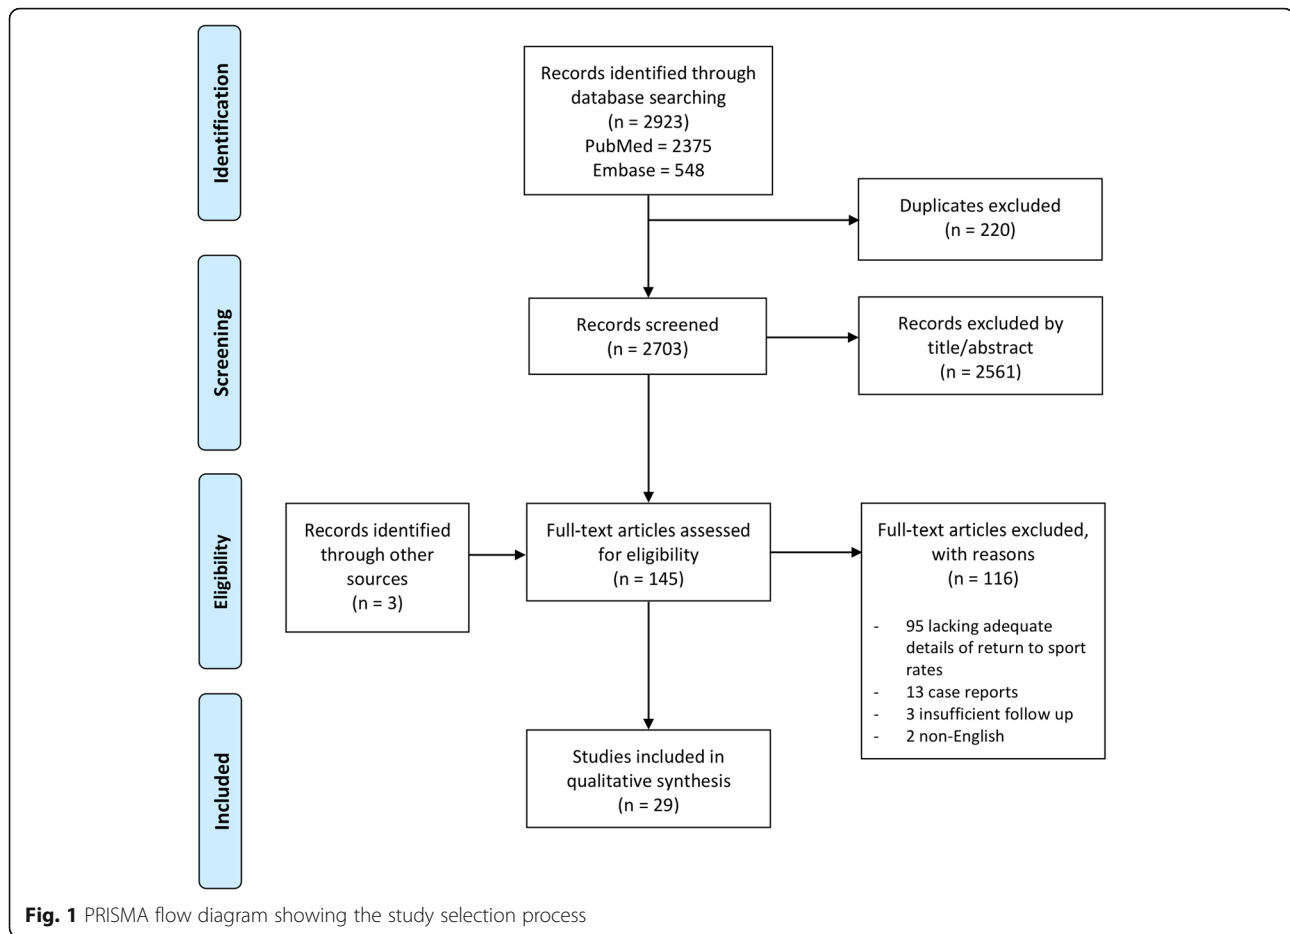 Identification
Records identified through
database searching
(n = 2923)
PubMed = 2375
Embase = 548
Duplicates excluded
(n = 220)
Screening
Records screened
(n = 2703)
Records excluded by
title/abstract
(n = 2561)
Eligibility
Records identified
through other
sources
(n = 3)
Full-text articles assessed
for eligibility
(n = 145)
Full-text articles excluded,
with reasons
(n = 116)
- 95 lacking adequate
details of return to sport
rates
- 13 case reports
- 3 insufficient follow up
- 2 non-English
Included
Studies included in
qualitative synthesis
(n = 29)
Fig. 1 PRISMA flow diagram showing the study selection process